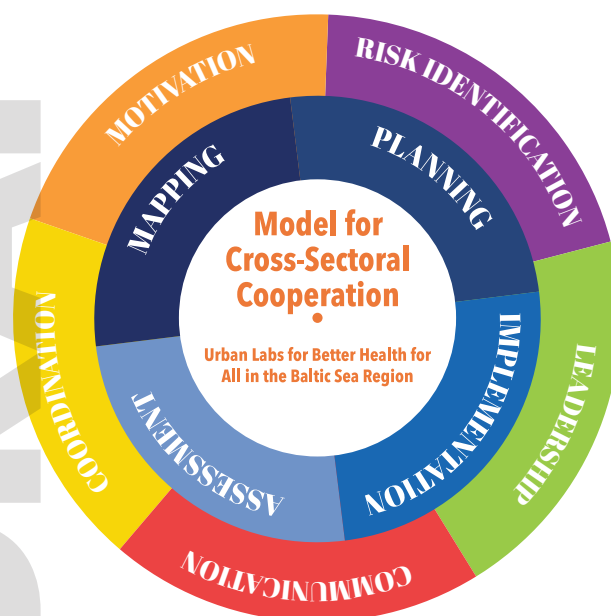 MOTIVATION
RISK IDENTIFICATION
LEADERSHIP
COMMUNICATION
COORDINATION
MAPPING
PLANNING
IMPLEMENTATION
ASSESSMENT
Model for
Cross-Sectoral
Cooperation
•
Urban Labs for Better Health for
All in the Baltic Sea Region